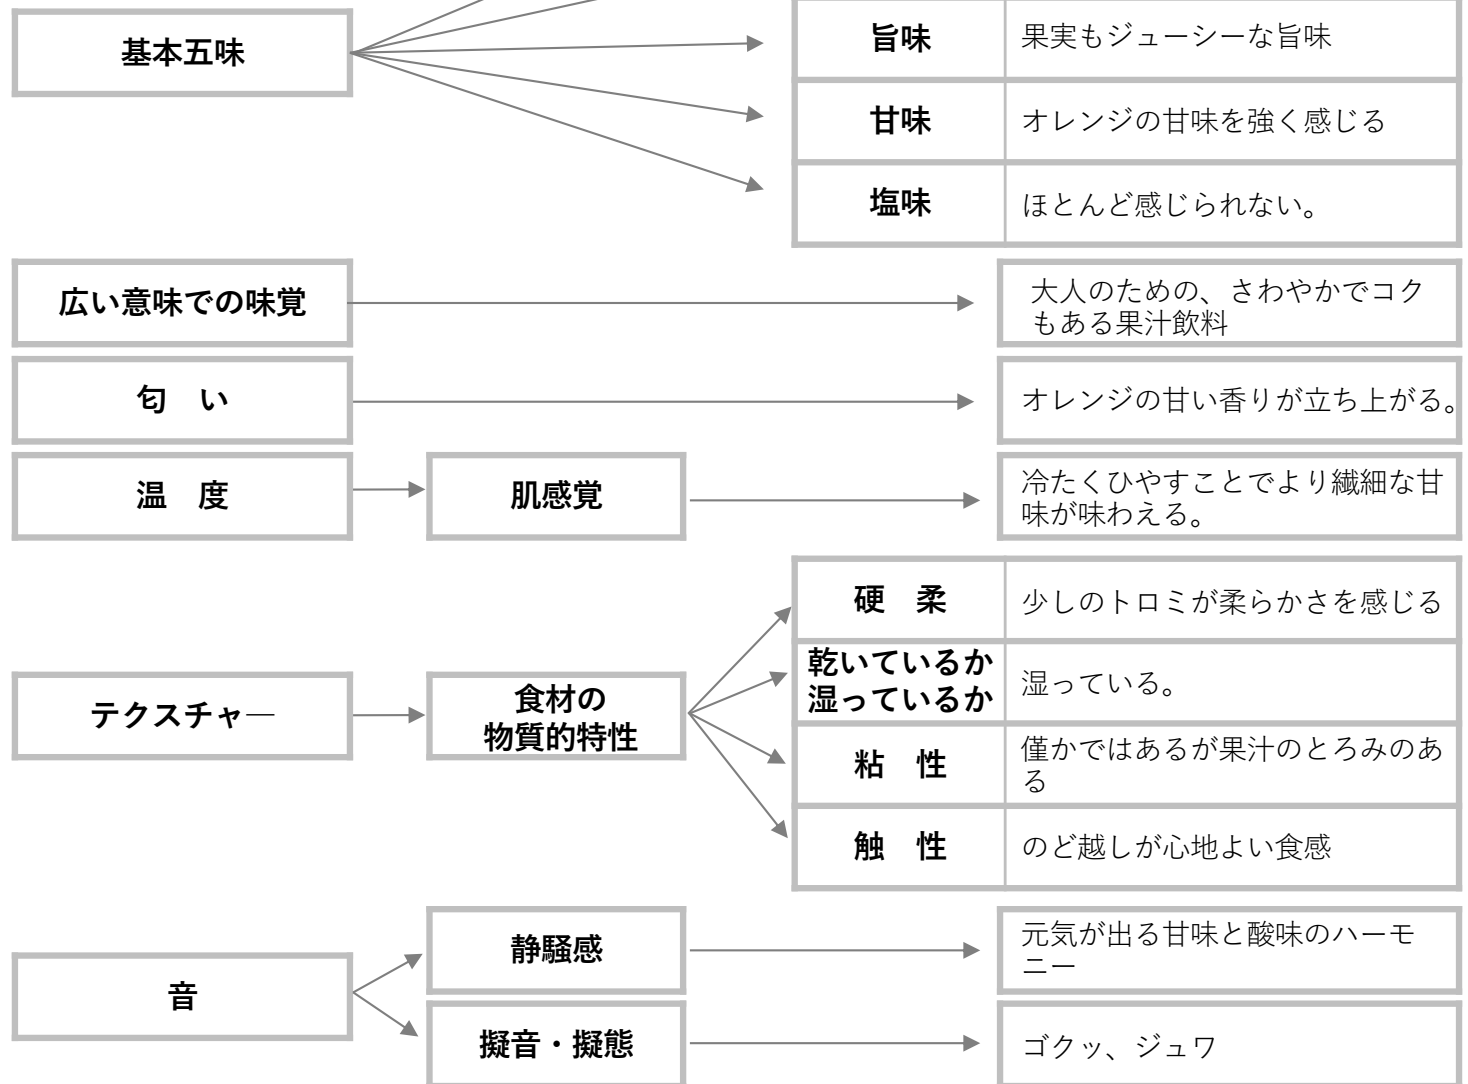 基本五味
旨味
果実もジューシーな旨味
甘味
オレンジの甘味を強く感じる
塩味
ほとんど感じられない。
広い意味での味覚
大人のための、さわやかでコク
もある果汁飲料
匂　い
オレンジの甘い香りが立ち上がる。
温　度
肌感覚
冷たくひやすことでより繊細な甘
味が味わえる。
テクスチャ―
食材の
物質的特性
硬　柔
少しのトロミが柔らかさを感じる
乾いているか
湿っているか
湿っている。
粘　性
僅かではあるが果汁のとろみのあ
る
触　性
のど越しが心地よい食感
音
静騒感
元気が出る甘味と酸味のハーモ
ニー
擬音・擬態
ゴクッ、ジュワ